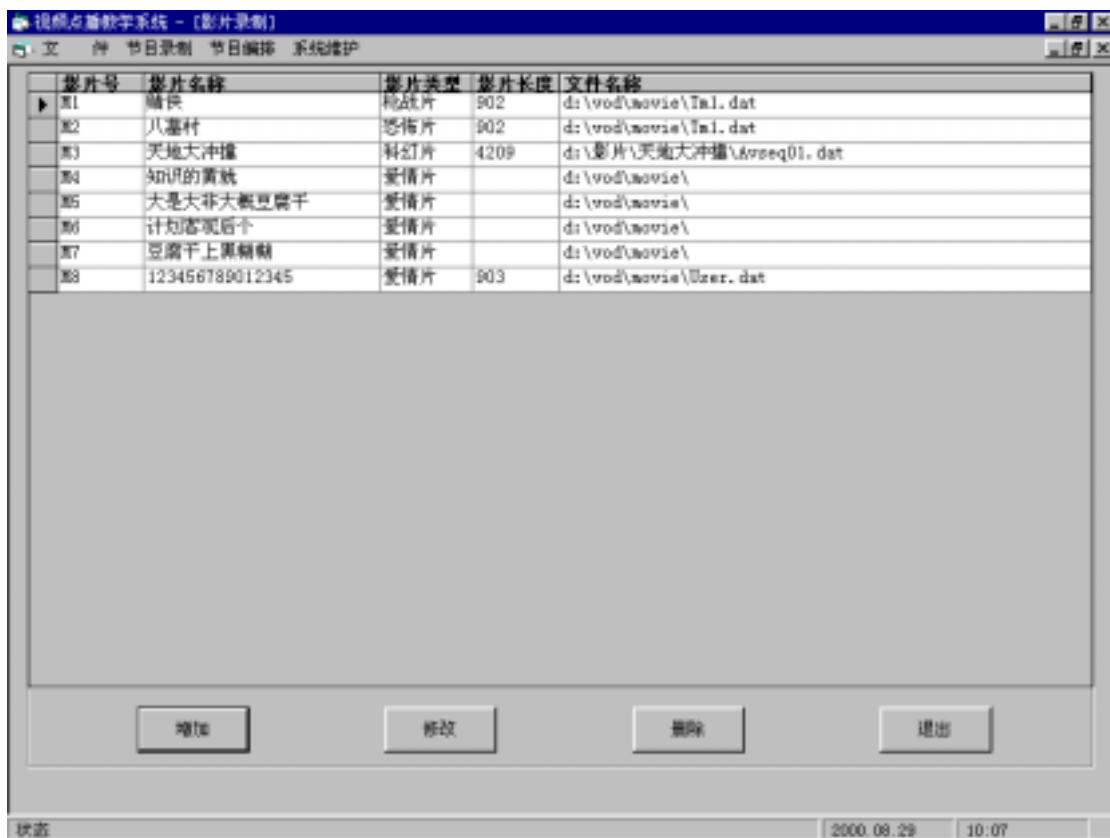 视频点播教学系统 - [影片录制]
文 件 节目录制 节目编排 系统维护
影片号 影片名称 影片类型 影片长度 文件名称
M1 枪战片 902 d:\vod\movie\Tml.dat
M2 八墓村 恐怖片 902 d:\vod\movie\Tml.dat
M3 天地大冲撞 科幻片 4209 d:\影片\天地大冲撞\Avseq01.dat
M4 知识的黄 爱情片 d:\vod\movie\
M5 大是大非大概豆腐干 爱情片 d:\vod\movie\
M6 计划客观后个 爱情片 d:\vod\movie\
M7 豆腐干上黑糊糊 爱情片 d:\vod\movie\
M8 123456789012345 爱情片 903 d:\vod\movie\User.dat
增加 修改 删除 退出
状态 2000.08.29 10:07